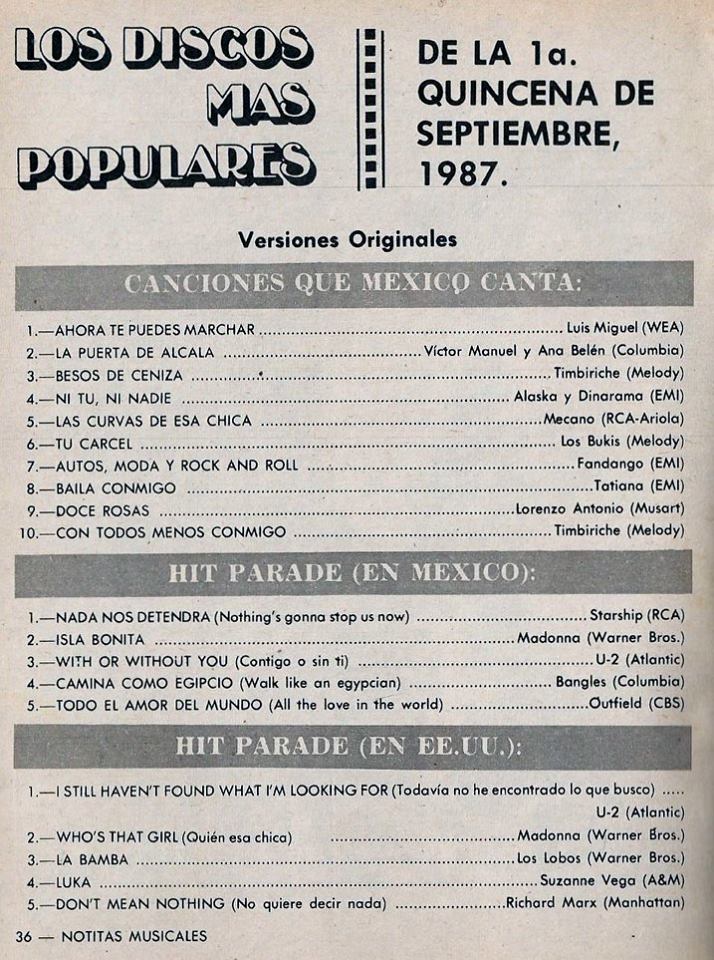 LOS DISCOS
MAS
POPULARES
DE LA 1a.
QUINCENA DE
SEPTIEMBRE,
1987.
Versiones Originales
CANCIONES QUE MEXICO CANTA:
1.—AHORA TE PUEDES MARCHAR ........ Luis Miguel (WEA)
2.—LA PUERTA DE ALCALA ........ Víctor Manuel y Ana Belén (Columbia)
3.—BESOS DE CENIZA ........ Timbiriche (Melody)
4.—NI TU, NI NADIE ........ Alaska y Dinarama (EMI)
5.—LAS CURVAS DE ESA CHICA ........ Mecano (RCA-Ariola)
6.—TU CARCEL ........ Los Bukis (Melody)
7.—AUTOS, MODA Y ROCK AND ROLL ........ Fandango (EMI)
8.—BAILA CONMIGO ........ Tatiana (EMI)
9.—DOCE ROSAS ........ Lorenzo Antonio (Musart)
10.—CON TODOS MENOS CONMIGO ........ Timbiriche (Melody)
HIT PARADE (EN MEXICO):
1.—NADA NOS DETENDRA (Nothing's gonna stop us now) ........ Starship (RCA)
2.—ISLA BONITA ........ Madonna (Warner Bros.)
3.—WITH OR WITHOUT YOU (Contigo o sin ti) ........ U-2 (Atlantic)
4.—CAMINA COMO EGIPCIO (Walk like an egypcian) ........ Bangles (Columbia)
5.—TODO EL AMOR DEL MUNDO (All the love in the world) ........ Outfield (CBS)
HIT PARADE (EN EE.UU.):
1.—I STILL HAVEN'T FOUND WHAT I'M LOOKING FOR (Todavía no he encontrado lo que busco) .....
U-2 (Atlantic)
2.—WHO'S THAT GIRL (Quién esa chica) ........ Madonna (Warner Bros.)
3.—LA BAMBA ........ Los Lobos (Warner Bros.)
4.—LUKA ........ Suzanne Vega (A&M)
5.—DON'T MEAN NOTHING (No quiere decir nada) ........ Richard Marx (Manhattan)
36 — NOTITAS MUSICALES